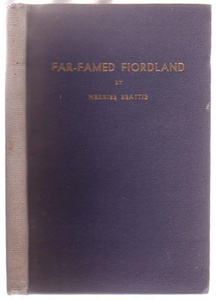 FAR-FAMED FIORDLAND
BY
HERRIES BEATTIE